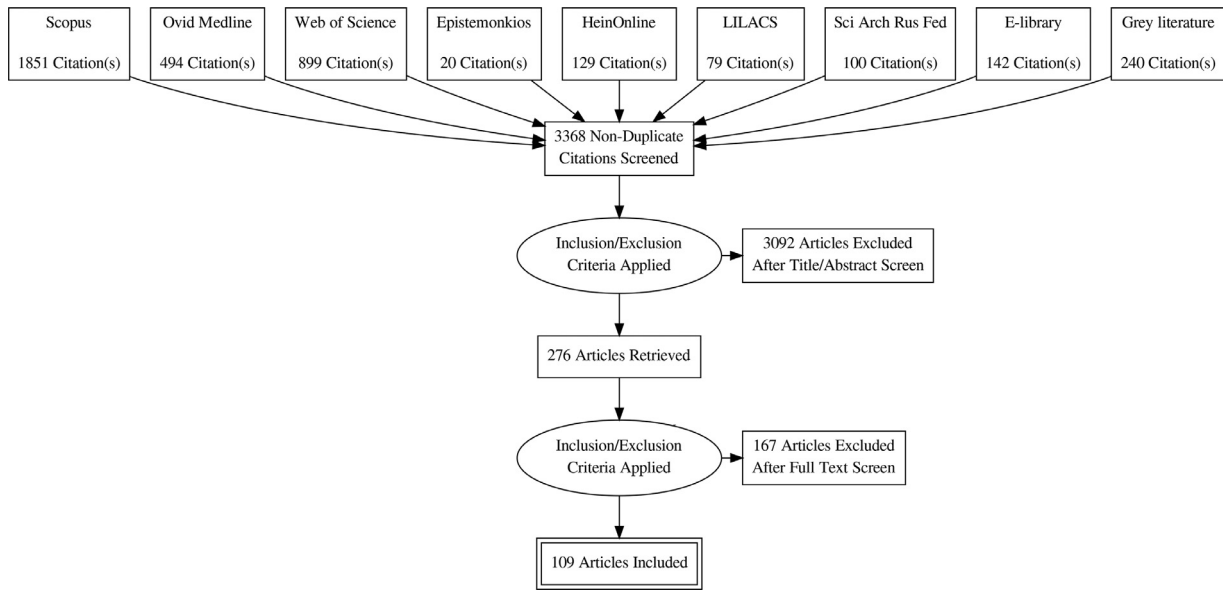 Scopus
1851 Citation(s)
Ovid Medline
494 Citation(s)
Web of Science
899 Citation(s)
Epistemonkios
20 Citation(s)
HeinOnline
129 Citation(s)
LILACS
79 Citation(s)
Sci Arch Rus Fed
100 Citation(s)
E-library
142 Citation(s)
Grey literature
240 Citation(s)
3368 Non-Duplicate
Citations Screened
Inclusion/Exclusion
Criteria Applied
3092 Articles Excluded
After Title/Abstract Screen
276 Articles Retrieved
Inclusion/Exclusion
Criteria Applied
167 Articles Excluded
After Full Text Screen
109 Articles Included